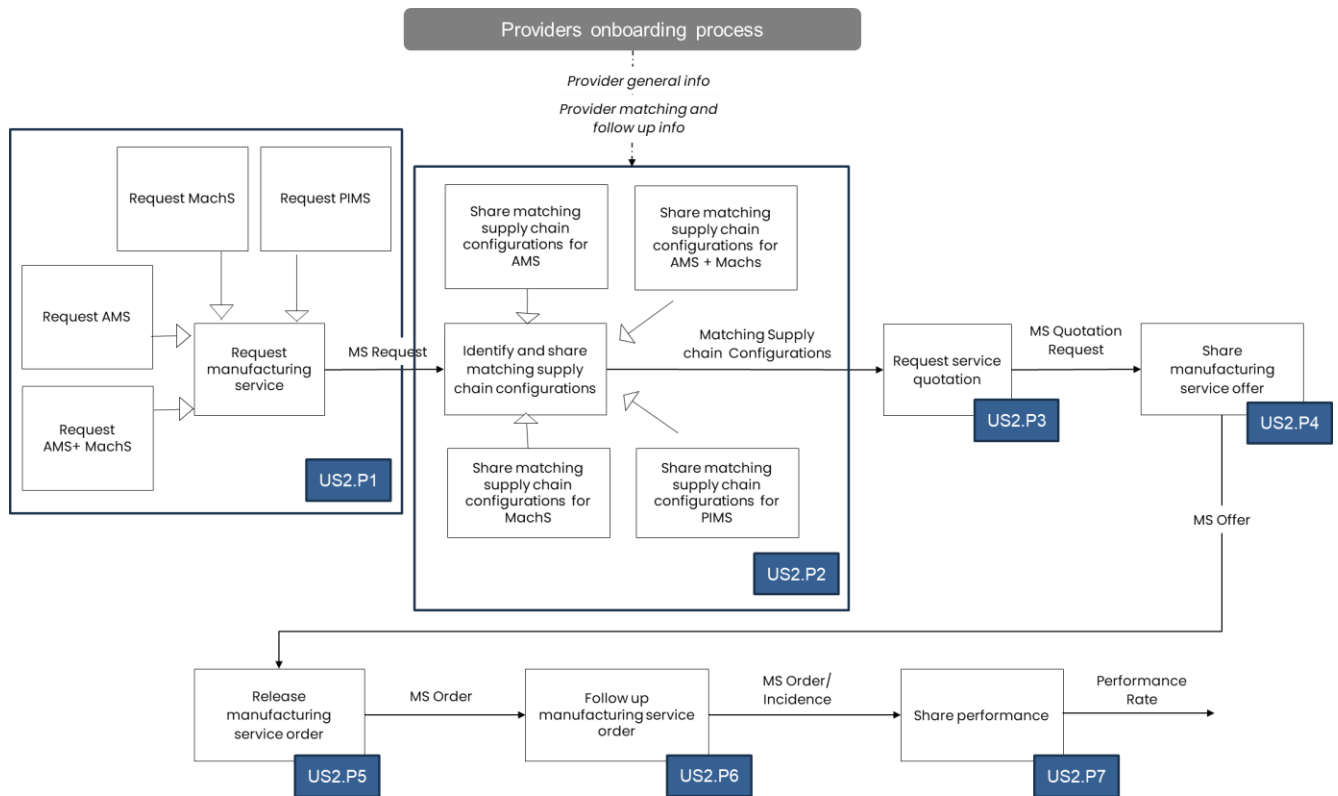 Providers onboarding process
Provider general info
Provider matching and
follow up info
Request MachS
Request PIMS
Request AMS
Request
AMS+ MachS
Request
manufacturing
service
US2.P1
MS Request
Share matching
supply chain
configurations for
AMS
Share matching
supply chain
configurations for
AMS + Machs
Identify and share
matching supply
chain configurations
Share matching
supply chain
configurations for
MachS
Share matching
supply chain
configurations for
PIMS
US2.P2
Matching Supply
chain Configurations
Request service
quotation
US2.P3
MS Quotation
Request
Share
manufacturing
service offer
US2.P4
MS Offer
Release
manufacturing
service order
US2.P5
MS Order
Follow up
manufacturing service
order
US2.P6
MS Order/
Incidence
Share performance
US2.P7
Performance
Rate